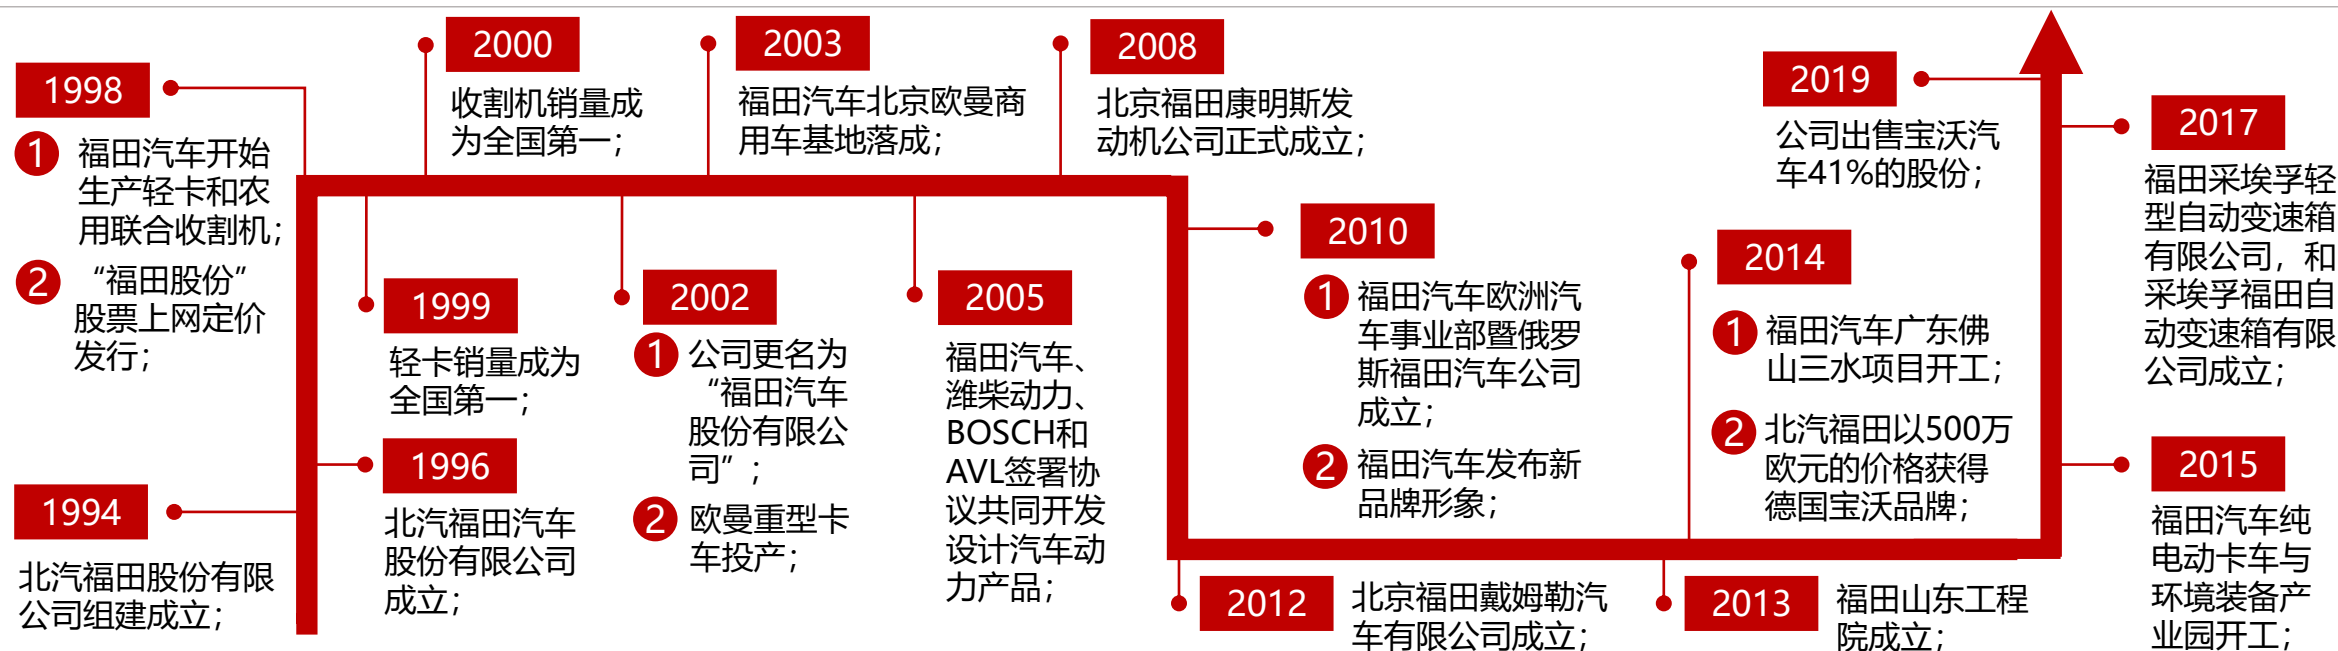 1994
北汽福田股份有限
公司组建成立；
1996
北汽福田汽车
股份有限公司
成立；
1998
1 福田汽车开始
生产轻卡和农
用联合收割机；
2 “福田股份”
股票上网定价
发行；
1999
轻卡销量成为
全国第一；
2000
收割机销量成
为全国第一；
2002
1 公司更名为
“福田汽车
股份有限公
司”；
2 欧曼重型卡
车投产；
2003
福田汽车北京欧曼商
用车基地落成；
2005
福田汽车、
潍柴动力、
BOSCH和
AVL签署协
议共同开发
设计汽车动
力产品；
2008
北京福田康明斯发
动机公司正式成立；
2010
1 福田汽车欧洲汽
车事业部暨俄罗
斯福田汽车公司
成立；
2 福田汽车发布新
品牌形象；
2012
北京福田戴姆勒汽
车有限公司成立；
2013
福田山东工程
院成立；
2014
1 福田汽车广东佛
山三水项目开工；
2 北汽福田以500万
欧元的价格获得
德国宝沃品牌；
2015
福田汽车纯
电动卡车与
环境装备产
业园开工；
2017
福田采埃孚轻
型自动变速箱
有限公司，和
采埃孚福田自
动变速箱有限
公司成立；
2019
公司出售宝沃汽
车41%的股份；